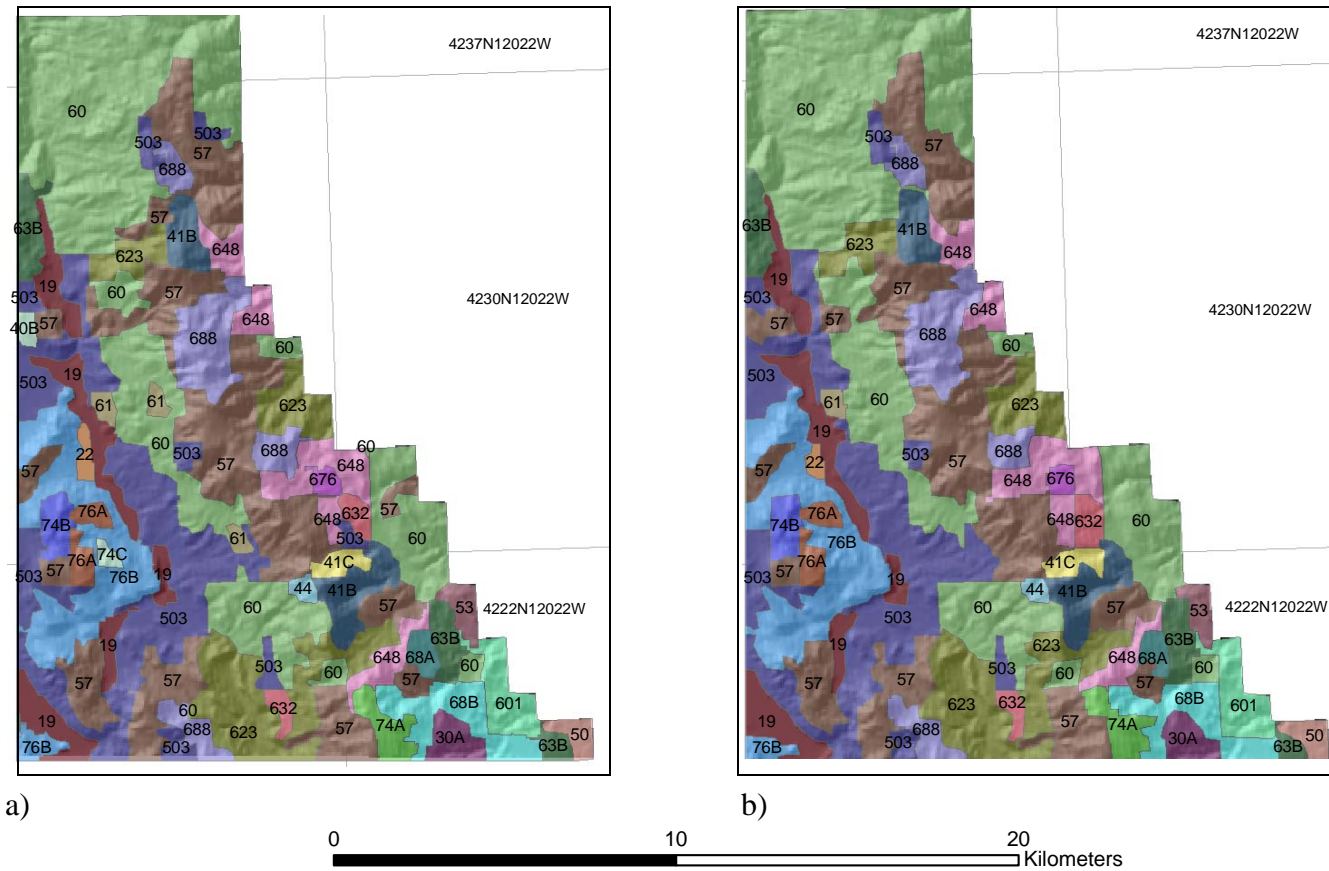 4237N12022W
60
503
503
57
688
57
63B
41B
648
623
19
60
57
503
40B
57
688
648
60
19
503
61
61
623
60
22
503
57
57
688
60
648
676
76A
74B
648
632
57
503
60
61
74C
76A
57
503
76B
19
41C
44
41B
4230N12022W
60
57
53
4222N12022W
503
63B
19
503
648
68A
60
60
57
57
57
60
632
688
623
503
57
74A
68B
601
30A
63B
50
19
76B
4237N12022W
60
503
57
688
63B
41B
648
623
19
57
503
57
57
688
648
4230N12022W
60
503
61
60
623
19
22
57
503
57
688
648
676
74B
76A
76B
648
632
60
503
57
76A
19
41C
44
41B
503
60
57
53
4222N12022W
19
623
63B
503
648
68A
60
60
57
57
57
623
632
688
503
57
74A
68B
601
30A
63B
50
19
76B
a)
b)
0 10 20
Kilometers